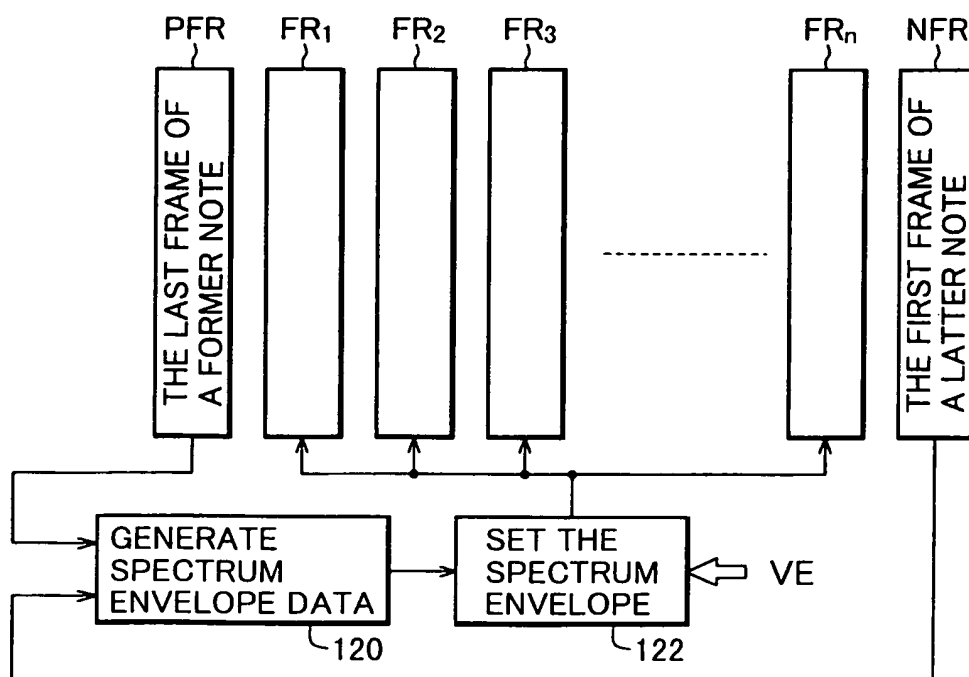 PFR FR₁ FR₂ FR₃ FRₙ NFR
THE LAST FRAME OF
A FORMER NOTE
THE FIRST FRAME OF
A LATTER NOTE
GENERATE
SPECTRUM
ENVELOPE DATA
120
SET THE
SPECTRUM
ENVELOPE
122
VE